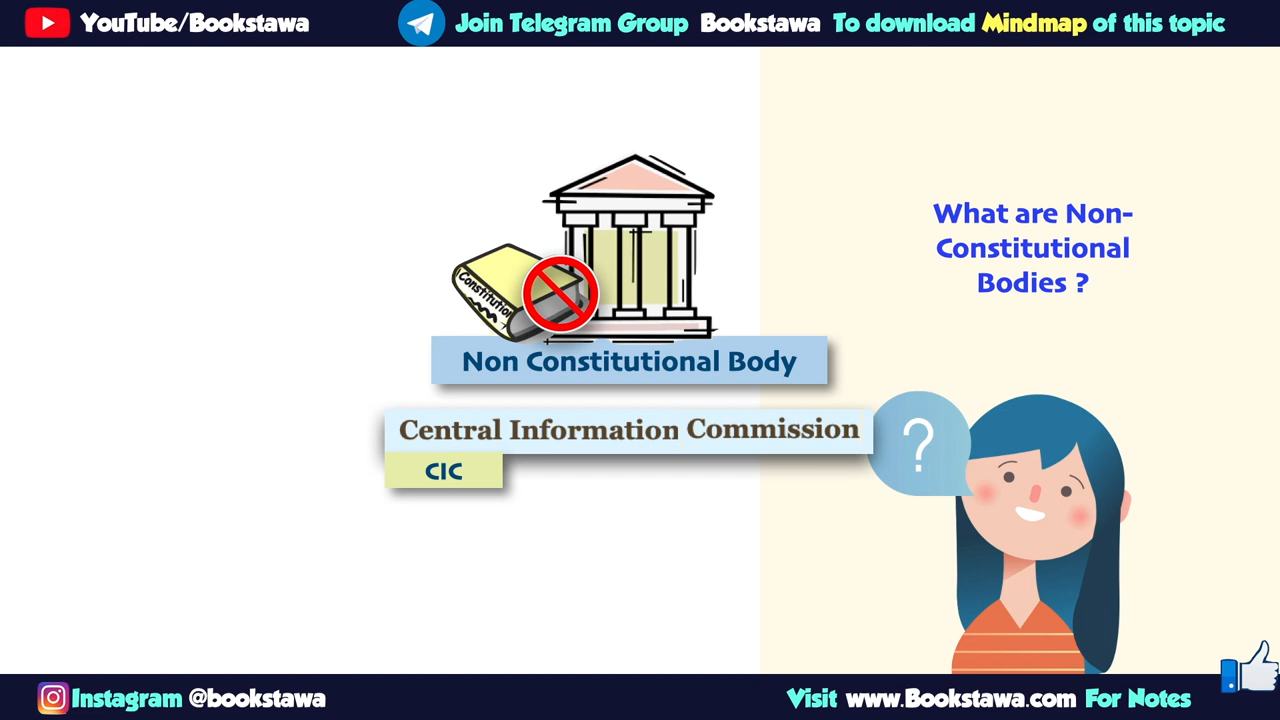 YouTube/Bookstawa
Join Telegram Group Bookstawa To download Mindmap of this topic
What are Non-
Constitutional
Bodies ?
Constitution
Non Constitutional Body
Central Information Commission
CIC
?
Instagram @bookstawa
Visit www.Bookstawa.com For Notes